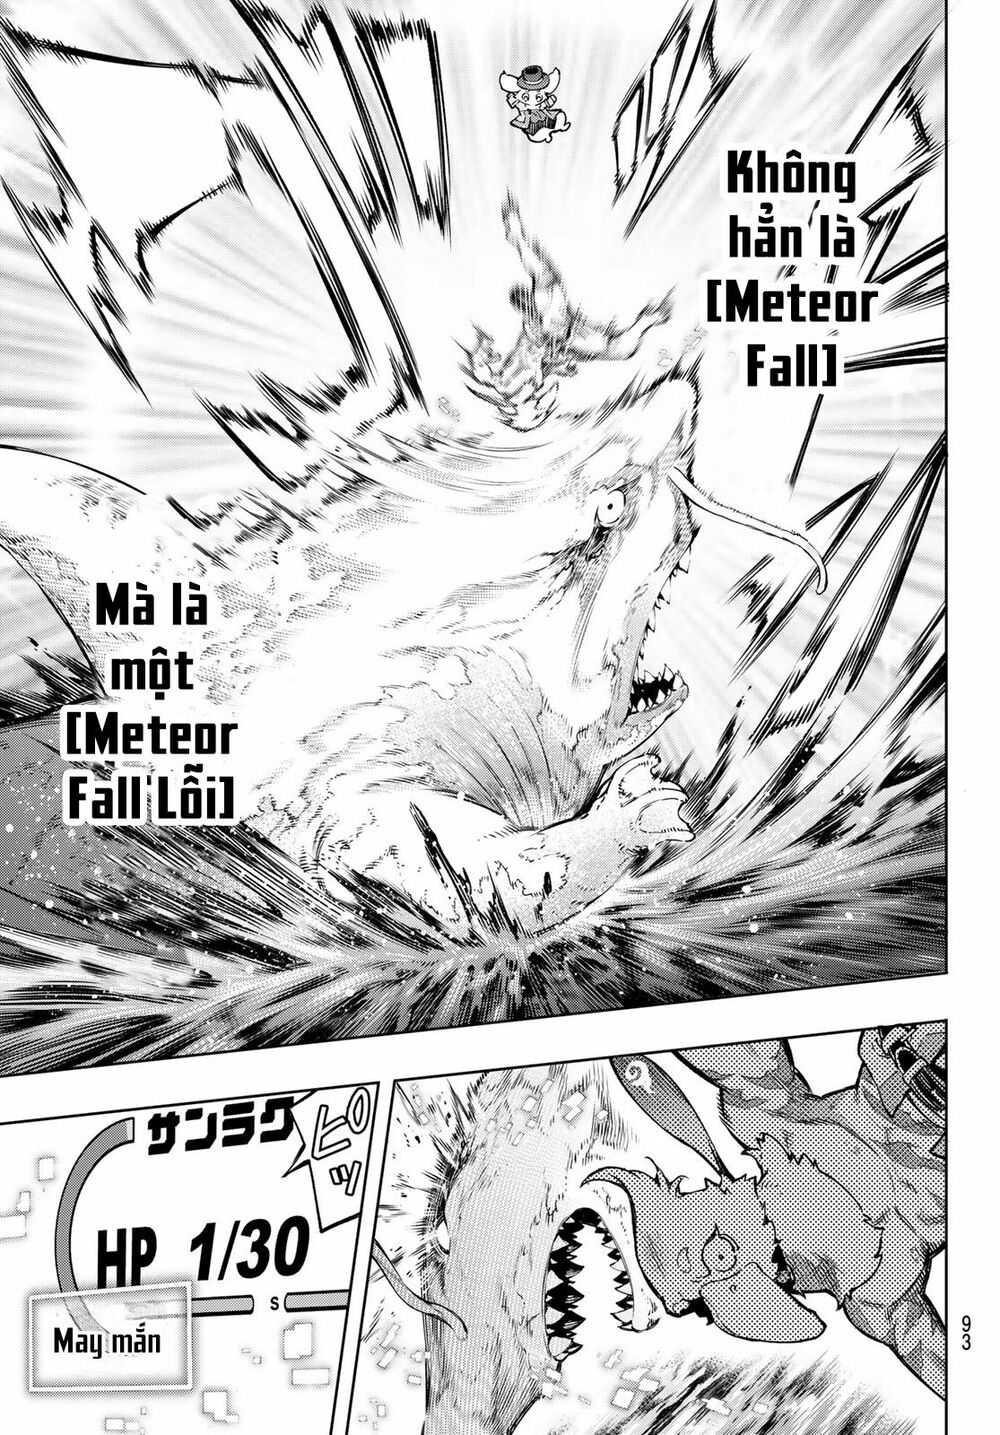 Không
hẳn là
[Meteor
Fall]
Mà là
một
[Meteor
Fall Lỗi]
サンラク
ピッ
HP 1/30
S
May mắn
93